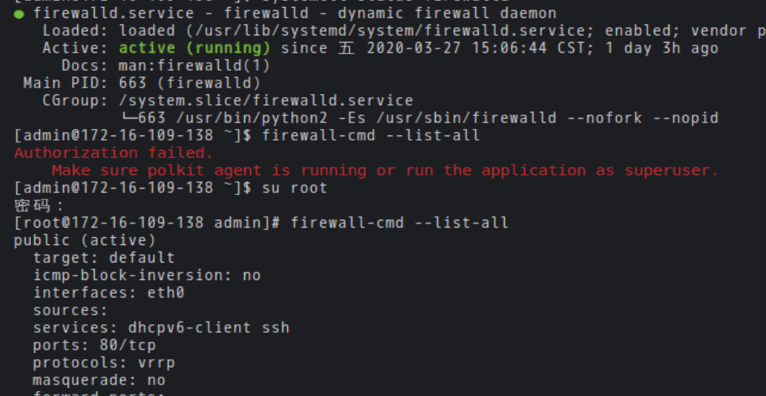 ● firewalld.service - firewalld - dynamic firewall daemon
Loaded: loaded (/usr/lib/systemd/system/firewalld.service; enabled; vendor p
Active: active (running) since 五 2020-03-27 15:06:44 CST; 1 day 3h ago
Docs: man:firewalld(1)
Main PID: 663 (firewalld)
CGroup: /system.slice/firewalld.service
└─663 /usr/bin/python2 -Es /usr/sbin/firewalld --nofork --nopid
[admin@172-16-109-138 ~]$ firewall-cmd --list-all
Authorization failed.
Make sure polkit agent is running or run the application as superuser.
[admin@172-16-109-138 ~]$ su root
密码：
[root@172-16-109-138 admin]# firewall-cmd --list-all
public (active)
target: default
icmp-block-inversion: no
interfaces: eth0
sources:
services: dhcpv6-client ssh
ports: 80/tcp
protocols: vrrp
masquerade: no
forward-ports: